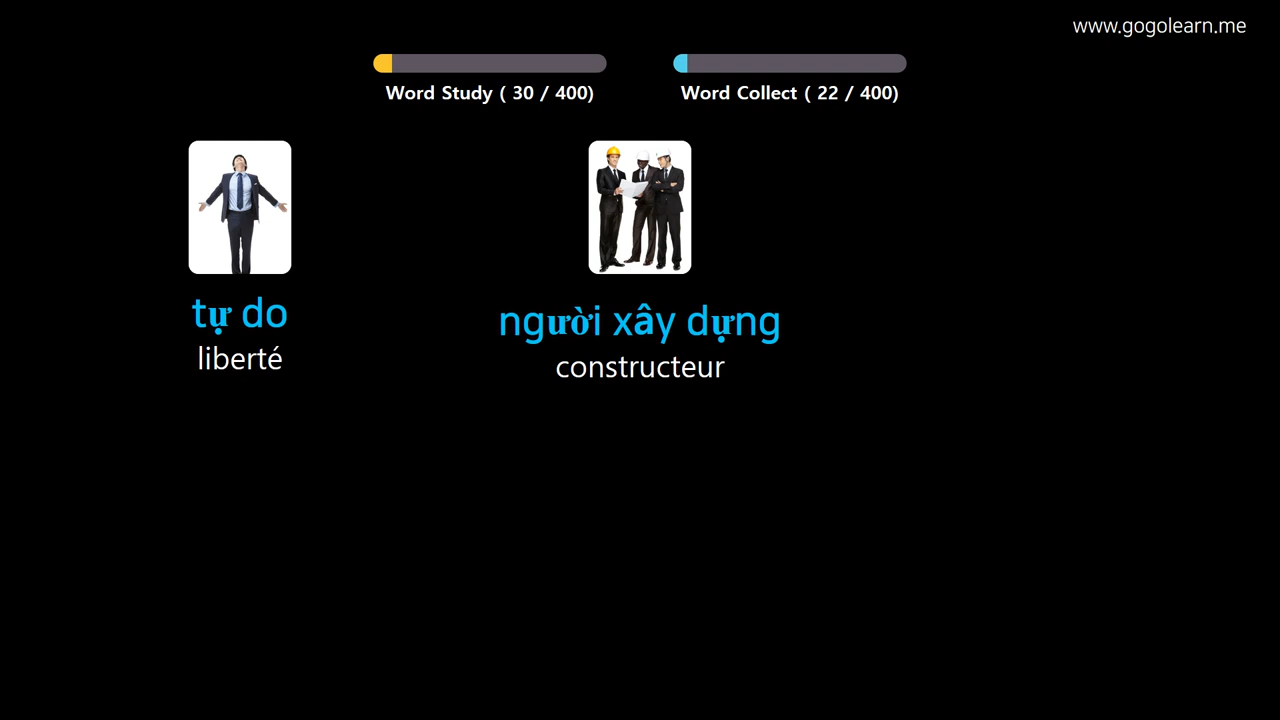 www.gogolearn.me
Word Study ( 30 / 400)
Word Collect ( 22 / 400)
tự do
liberté
người xây dựng
constructeur